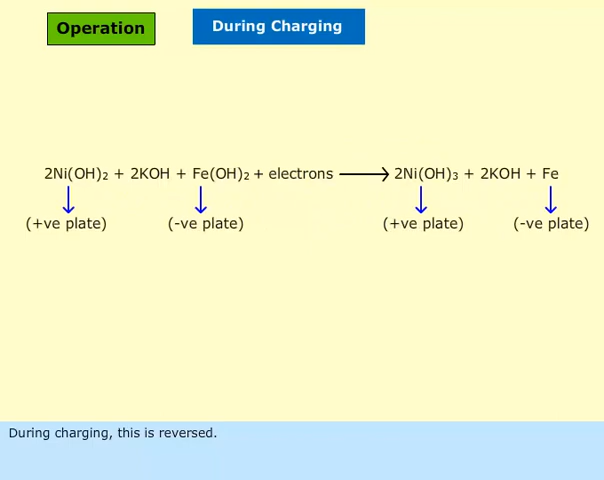 Operation
During Charging
2Ni(OH)₂ + 2KOH + Fe(OH)₂ + electrons ⟶ 2Ni(OH)₃ + 2KOH + Fe
(+ve plate) (-ve plate) (+ve plate) (-ve plate)
During charging, this is reversed.